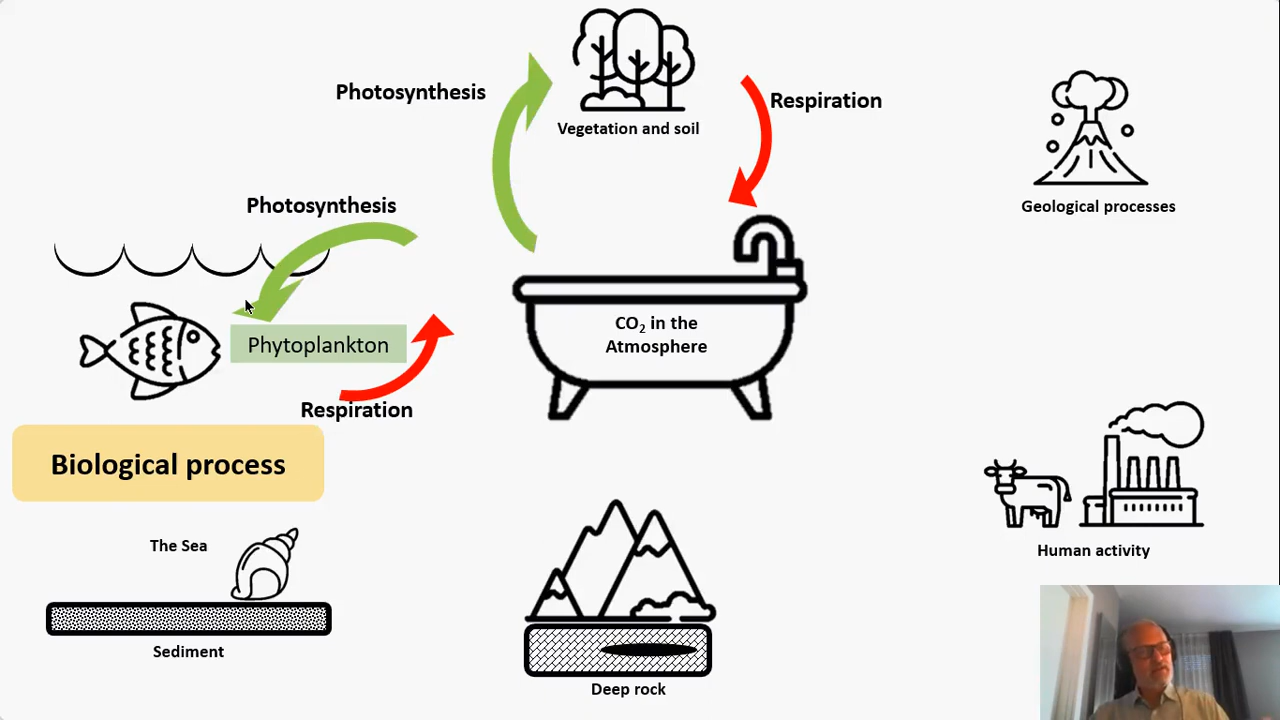 Photosynthesis
Respiration
Vegetation and soil
Geological processes
Photosynthesis
CO₂ in the
Atmosphere
Phytoplankton
Respiration
Biological process
The Sea
Sediment
Deep rock
Human activity